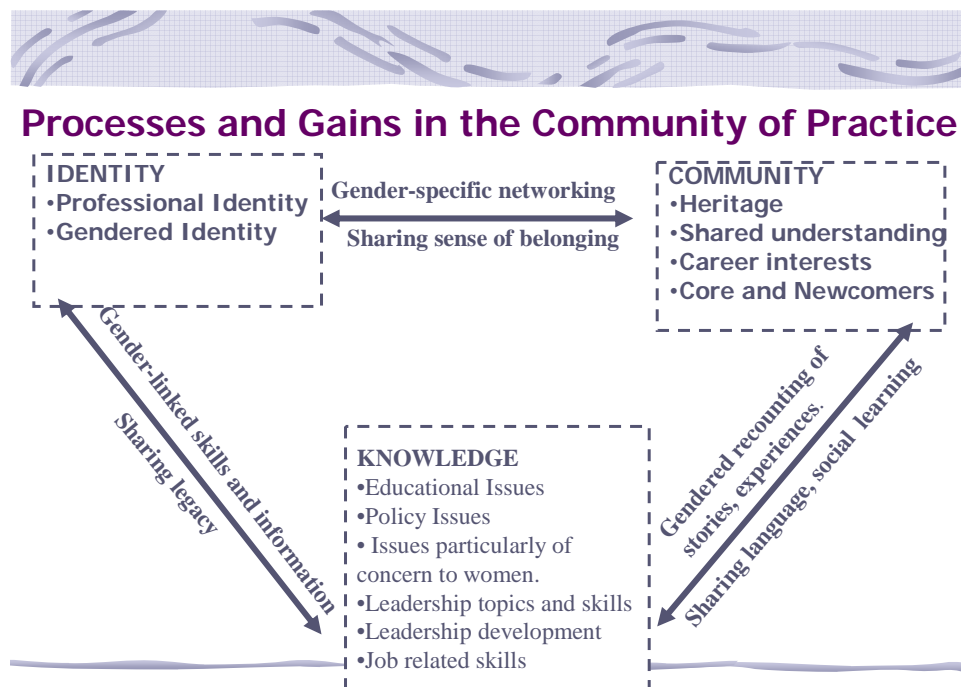 Processes and Gains in the Community of Practice
IDENTITY
•Professional Identity
•Gendered Identity
Gender-specific networking
Sharing sense of belonging
COMMUNITY
•Heritage
•Shared understanding
•Career interests
•Core and Newcomers
Gender-linked skills and information
Sharing legacy
KNOWLEDGE
•Educational Issues
•Policy Issues
• Issues particularly of
concern to women.
•Leadership topics and skills
•Leadership development
•Job related skills
Gendered recounting of
stories, experiences.
Sharing language, social learning